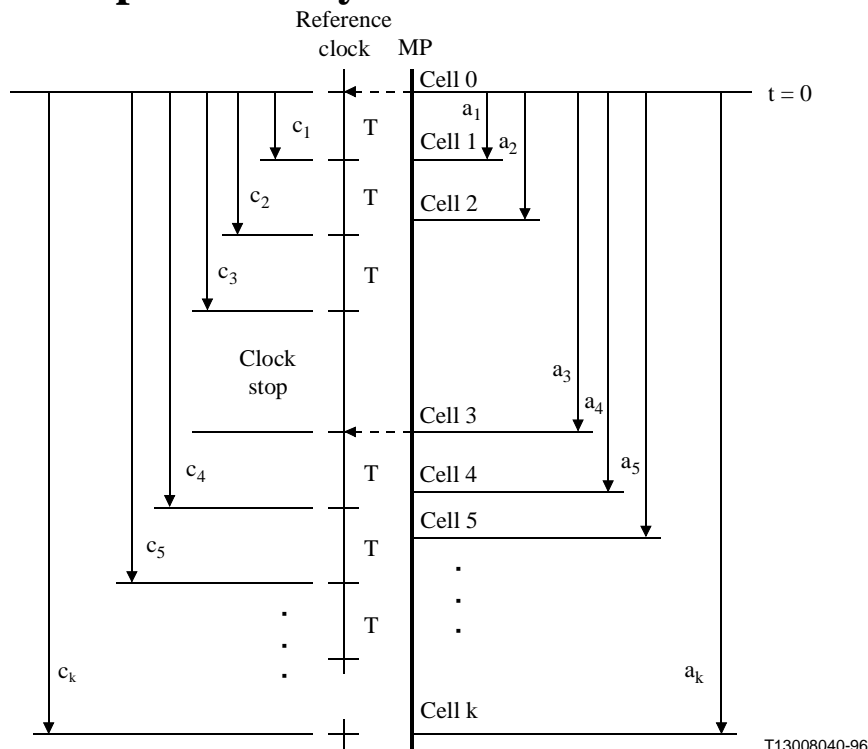 Reference
clock
MP
Cell 0
t = 0
a1
c1
T
Cell 1
a2
c2
T
Cell 2
c3
T
Clock
stop
a3
a4
Cell 3
c4
T
Cell 4
a5
Cell 5
c5
T
T
ck
ak
Cell k
T13008040-96